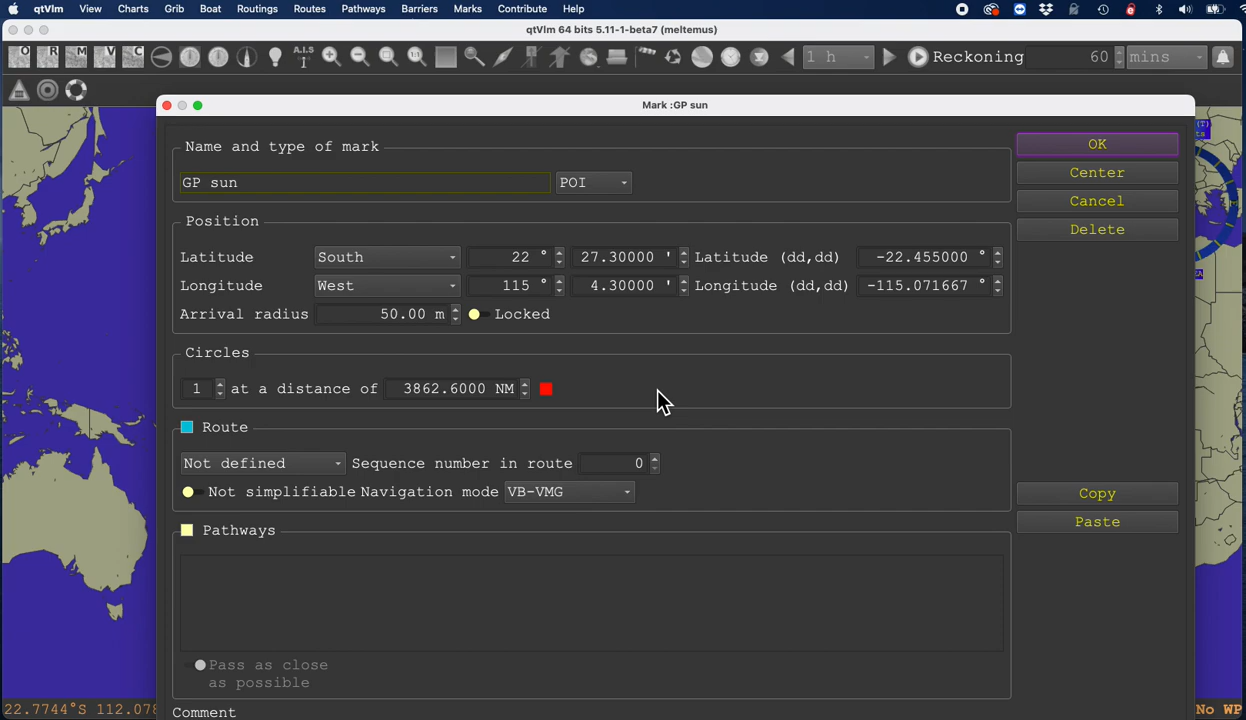 qtVlm View Charts Grib Boat Routings Routes Pathways Barriers Marks Contribute Help
qtVlm 64 bits 5.11-1-beta7 (meltemus)
O R M V C A.I.S 1:1 1 h Reckoning 60 mins
Mark :GP sun
Name and type of mark
OK
GP sun POI
Center
Cancel
Position
Delete
Latitude South 22 ° 27.30000 ' Latitude (dd,dd) -22.455000 °
Longitude West 115 ° 4.30000 ' Longitude (dd,dd) -115.071667 °
Arrival radius 50.00 m Locked
Circles
1 at a distance of 3862.6000 NM
Route
Not defined Sequence number in route 0
Not simplifiable Navigation mode VB-VMG
Copy
Paste
Pathways
Pass as close
as possible
22.7744°S 112.078
Comment
No WP